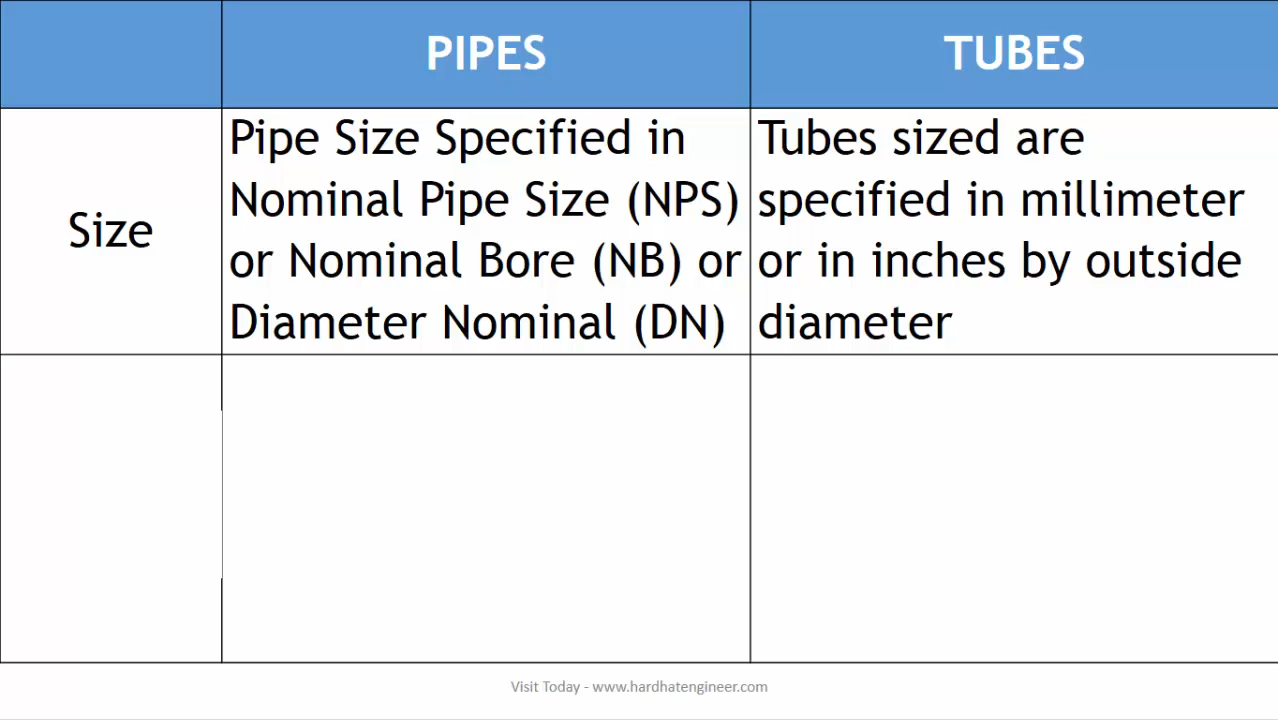 PIPES
TUBES
Size
Pipe Size Specified in
Nominal Pipe Size (NPS)
or Nominal Bore (NB) or
Diameter Nominal (DN)
Tubes sized are
specified in millimeter
or in inches by outside
diameter
Visit Today - www.hardhatengineer.com